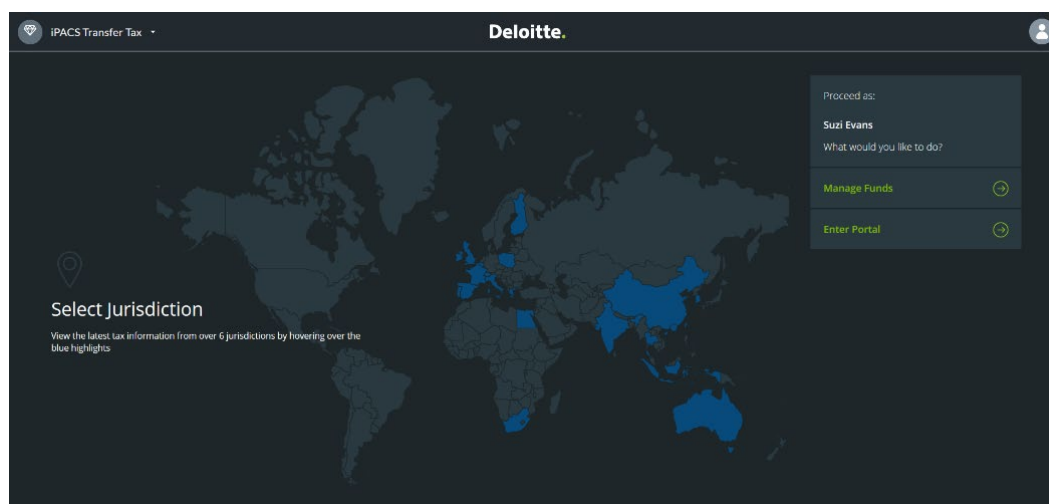 iPACS Transfer Tax
Deloitte.
Proceed as:
Suzi Evans
What would you like to do?
Manage Funds
Enter Portal
Select Jurisdiction
View the latest tax information from over 6 jurisdictions by hovering over the
blue highlights